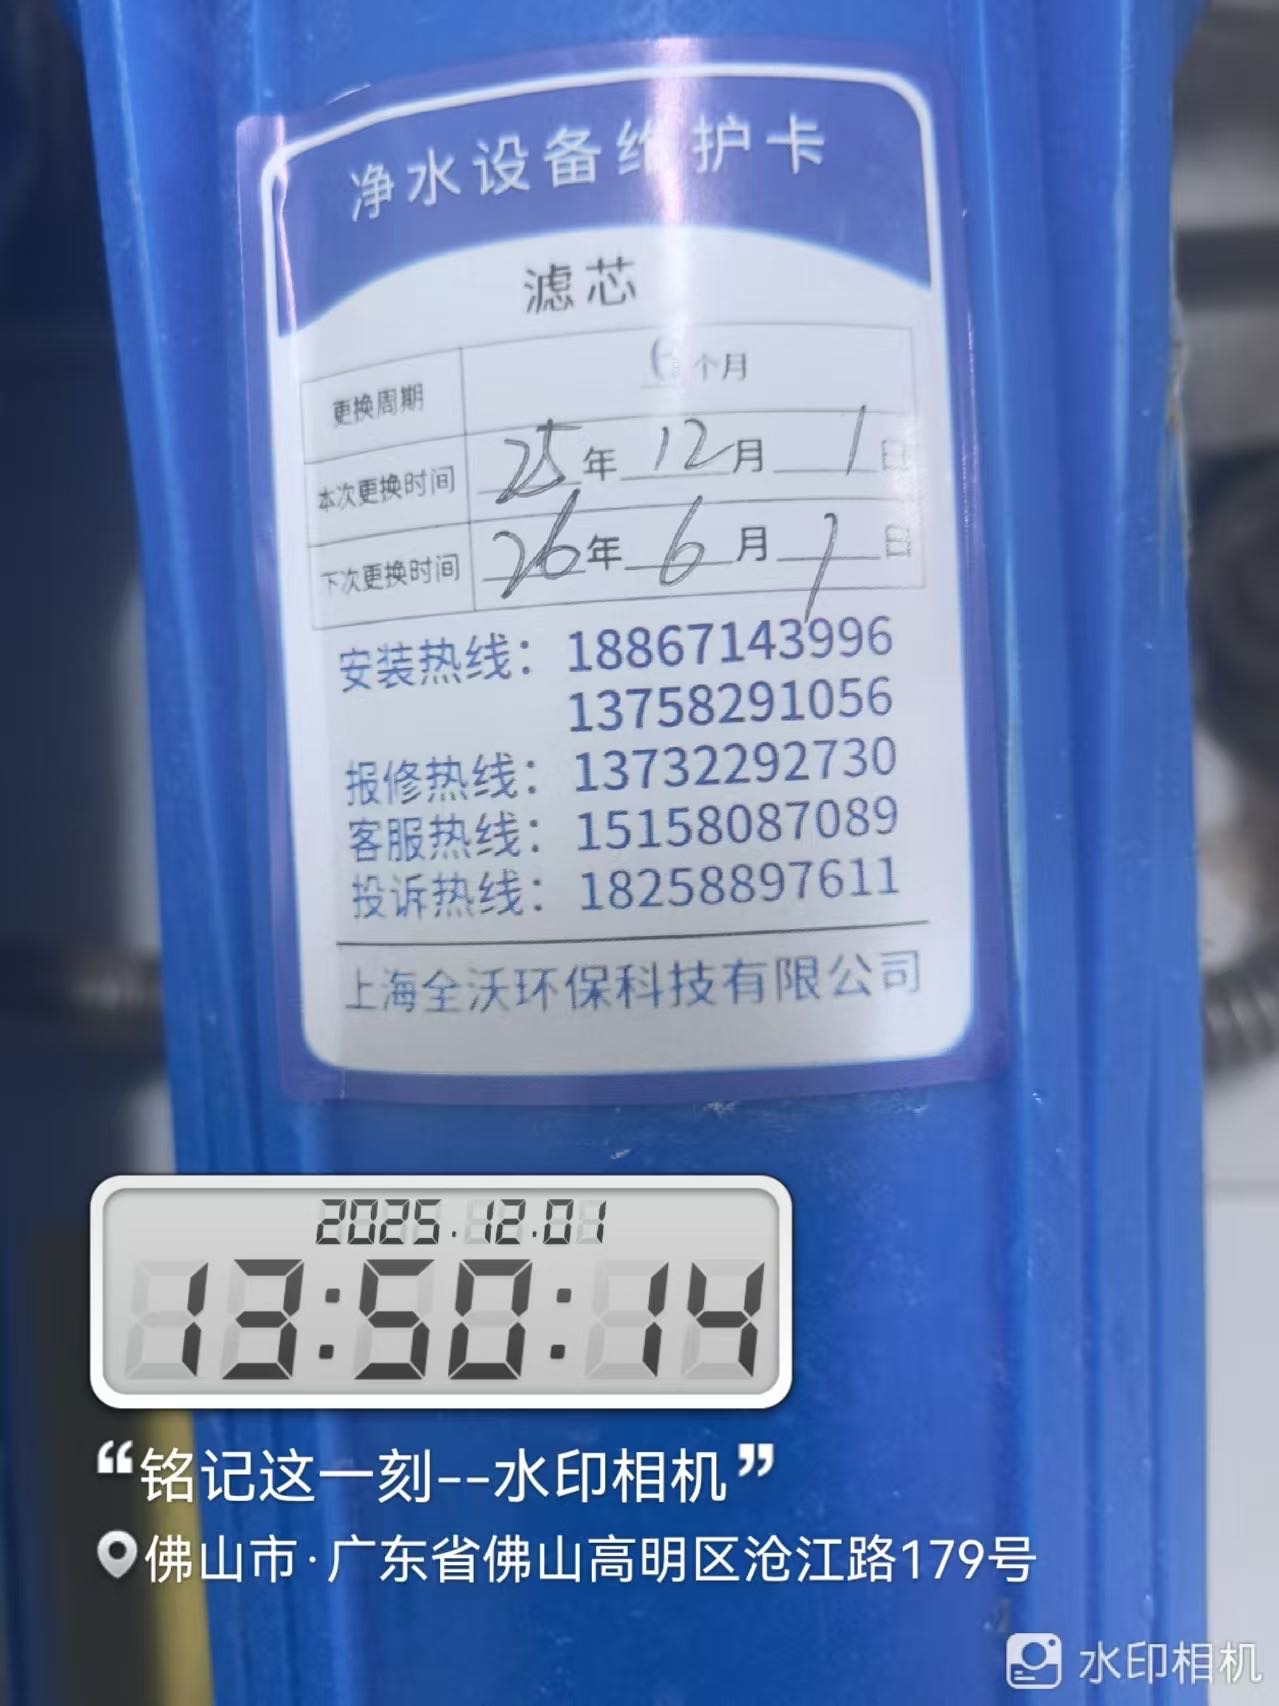 净水设备维护卡
滤芯
更换周期 6个月
本次更换时间 25年12月1日
下次更换时间 26年6月1日
安装热线：18867143996
13758291056
报修热线：13732292730
客服热线：15158087089
投诉热线：18258897611
上海全沃环保科技有限公司
2025.12.01
13:50:14
“铭记这一刻--水印相机”
佛山市·广东省佛山高明区沧江路179号
水印相机